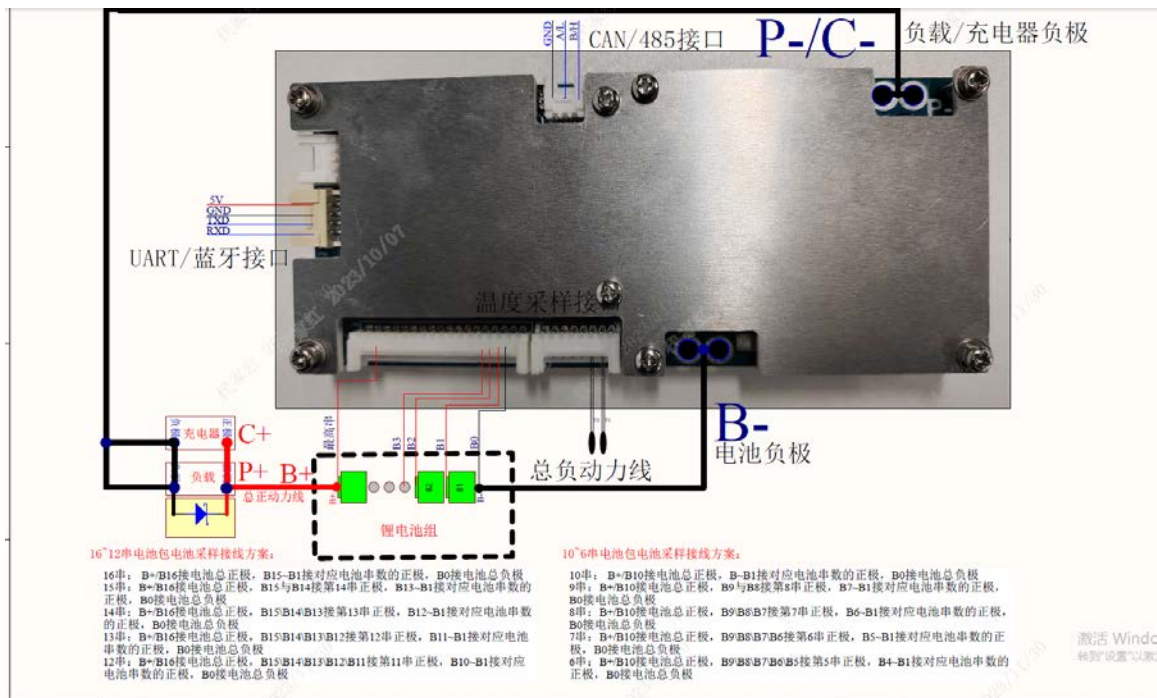 GND
A/L
B/H
CAN/485接口
P-/C-
负载/充电器负极
P-
5V
GND
TXD
RXD
UART/蓝牙接口
2023/10/07
温度采样接口
最高串
B3
B2
B1
B0
B-
电池负极
负极
充电器
正极
C+
负载
P+
B+
总正动力线
总负动力线
B+
B2
B1
B-
锂电池组
16~12串电池包电池采样接线方案：
16串：B+/B16接电池总正极，B15~B1接对应电池串数的正极，B0接电池总负极
15串：B+/B16接电池总正极，B15与B14接第14串正极，B13~B1接对应电池串数的
正极，B0接电池总负极
14串：B+/B16接电池总正极，B15\B14\B13接第13串正极，B12~B1接对应电池串数
的正极，B0接电池总负极
13串：B+/B16接电池总正极，B15\B14\B13\B12接第12串正极，B11~B1接对应电池
串数的正极，B0接电池总负极
12串：B+/B16接电池总正极，B15\B14\B13\B12\B11接第11串正极，B10~B1接对应
电池串数的正极，B0接电池总负极
10~6串电池包电池采样接线方案：
10串：B+/B10接电池总正极，B~B1接对应电池串数的正极，B0接电池总负极
9串：B+/B10接电池总正极，B9与B8接第8串正极，B7~B1接对应电池串数的正极，
B0接电池总负极
8串：B+/B10接电池总正极，B9\B8\B7接第7串正极，B6~B1接对应电池串数的正极，
B0接电池总负极
7串：B+/B10接电池总正极，B9\B8\B7\B6接第6串正极，B5~B1接对应电池串数的正
极，B0接电池总负极
6串：B+/B10接电池总正极，B9\B8\B7\B6\B5接第5串正极，B4~B1接对应电池串数的正
极，B0接电池总负极
激活 Windo
转到"设置"以激